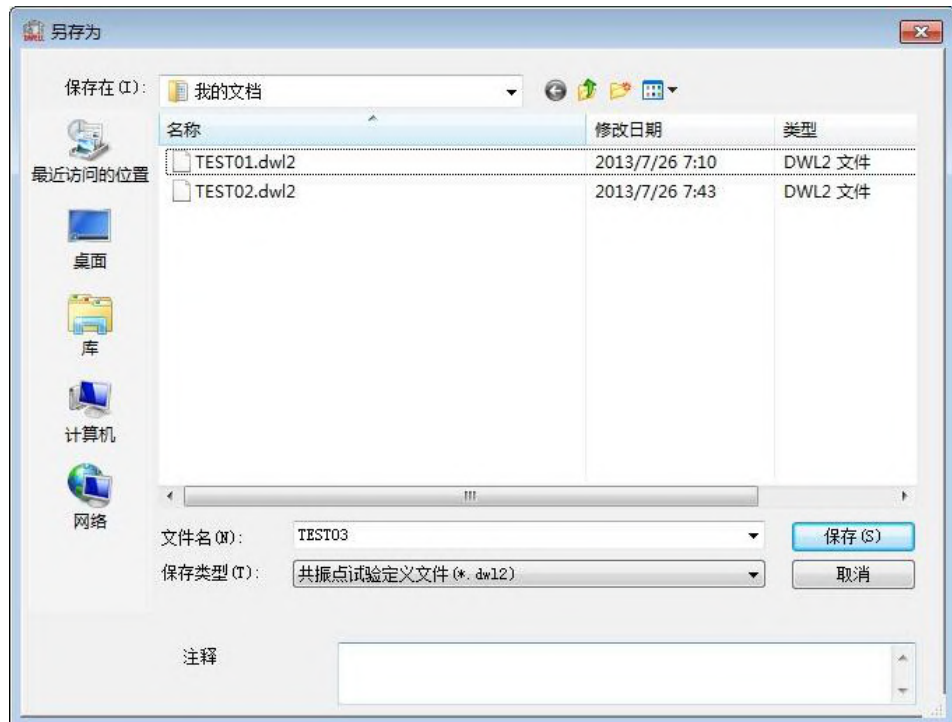 另存为
保存在(I):
我的文档
名称
修改日期
类型
最近访问的位置
TEST01.dwl2
2013/7/26 7:10
DWL2 文件
TEST02.dwl2
2013/7/26 7:43
DWL2 文件
桌面
库
计算机
网络
文件名(N):
TEST03
保存(S)
保存类型(T):
共振点试验定义文件(*.dwl2)
取消
注释